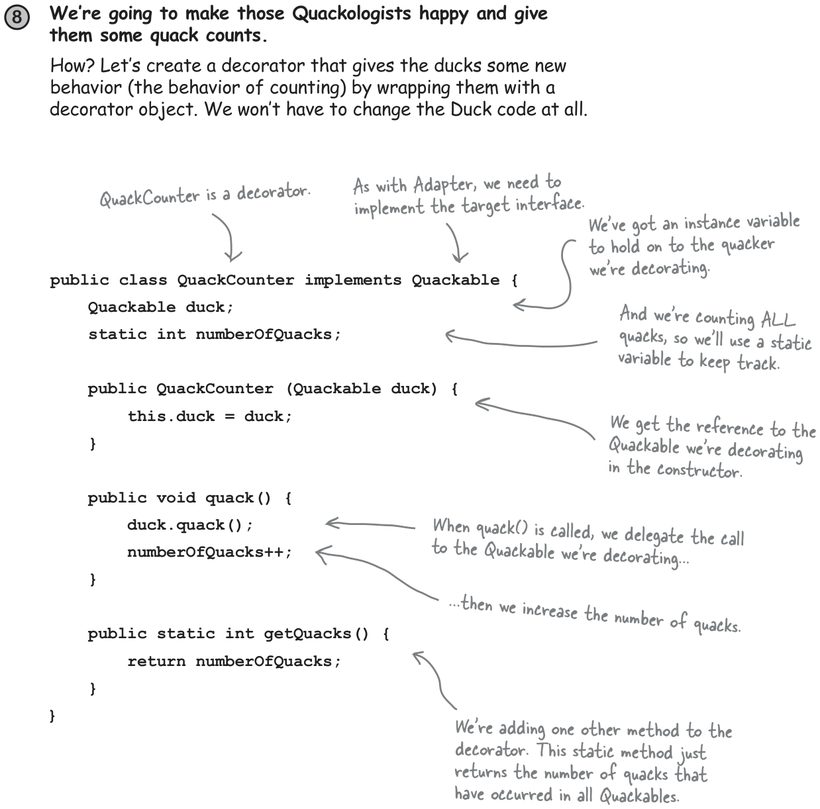 8
We're going to make those Quackologists happy and give
them some quack counts.
How? Let's create a decorator that gives the ducks some new
behavior (the behavior of counting) by wrapping them with a
decorator object. We won't have to change the Duck code at all.
QuackCounter is a decorator.
As with Adapter, we need to
implement the target interface.
We've got an instance variable
to hold on to the quacker
we're decorating.
public class QuackCounter implements Quackable {
Quackable duck;
static int numberOfQuacks;
And we're counting ALL
quacks, so we'll use a static
variable to keep track.
public QuackCounter (Quackable duck) {
this.duck = duck;
}
We get the reference to the
Quackable we're decorating
in the constructor.
public void quack() {
duck.quack();
numberOfQuacks++;
}
When quack() is called, we delegate the call
to the Quackable we're decorating...
...then we increase the number of quacks.
public static int getQuacks() {
return numberOfQuacks;
}
}
We're adding one other method to the
decorator. This static method just
returns the number of quacks that
have occurred in all Quackables.